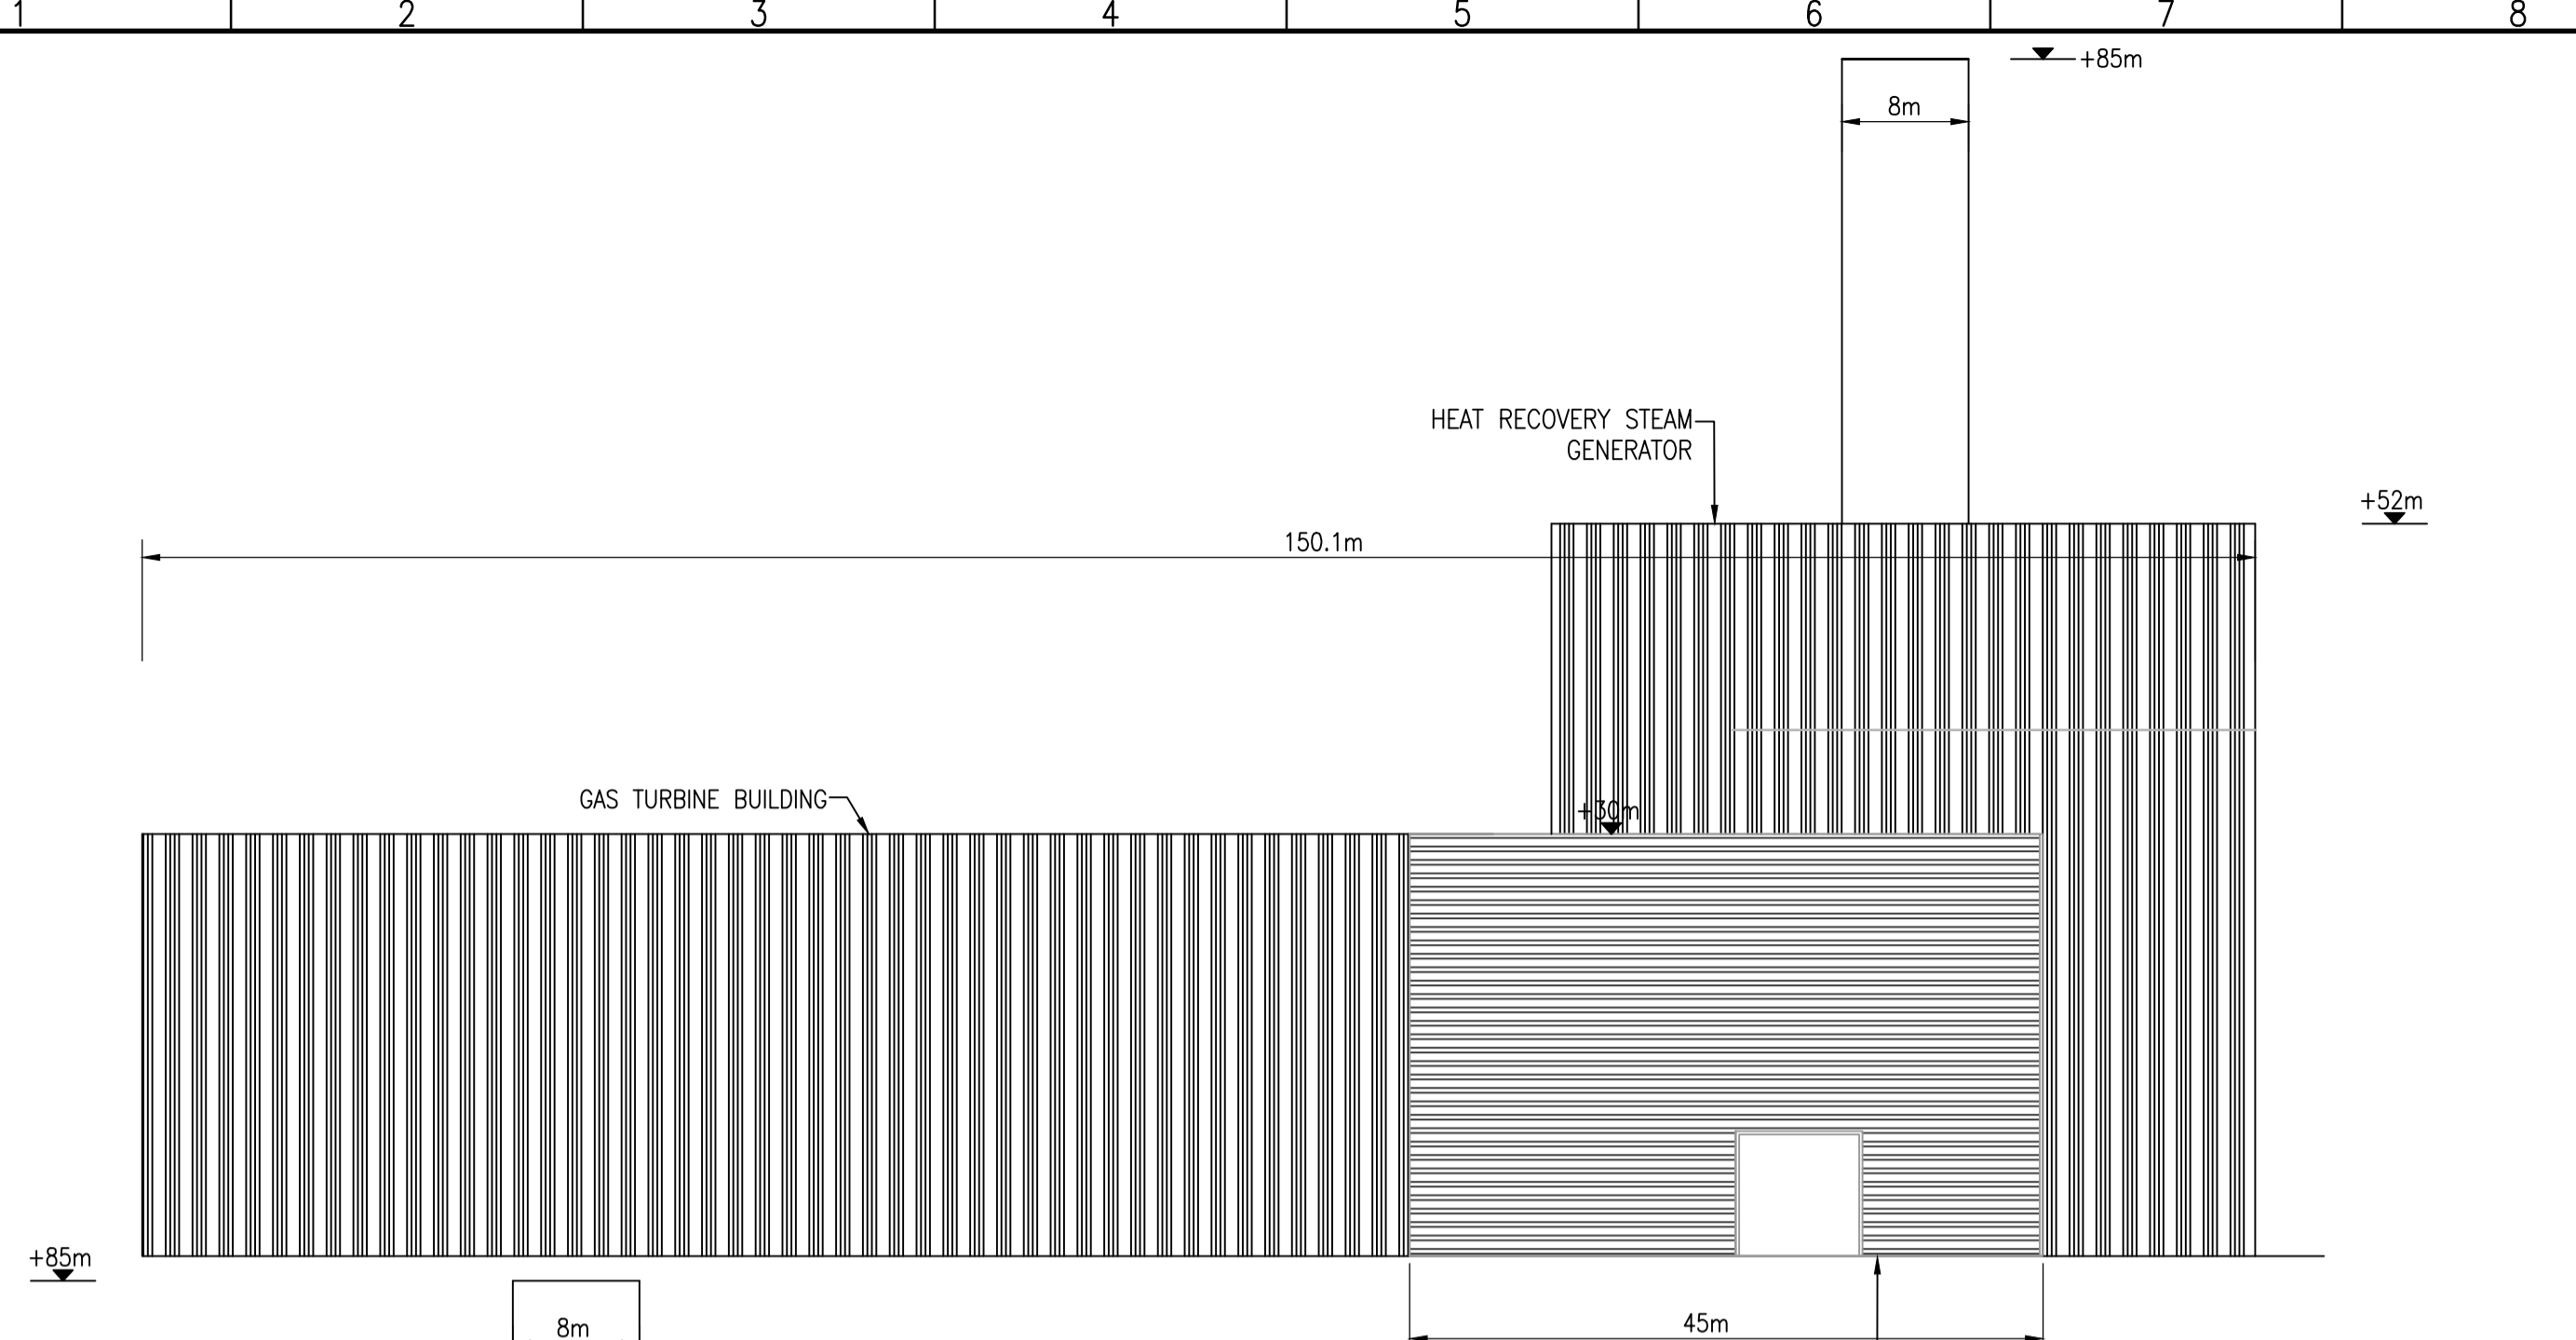 1 2 3 4 5 6 7 8
+85m
8m
HEAT RECOVERY STEAM
GENERATOR
+52m
150.1m
GAS TURBINE BUILDING
+30m
+85m
8m
45m